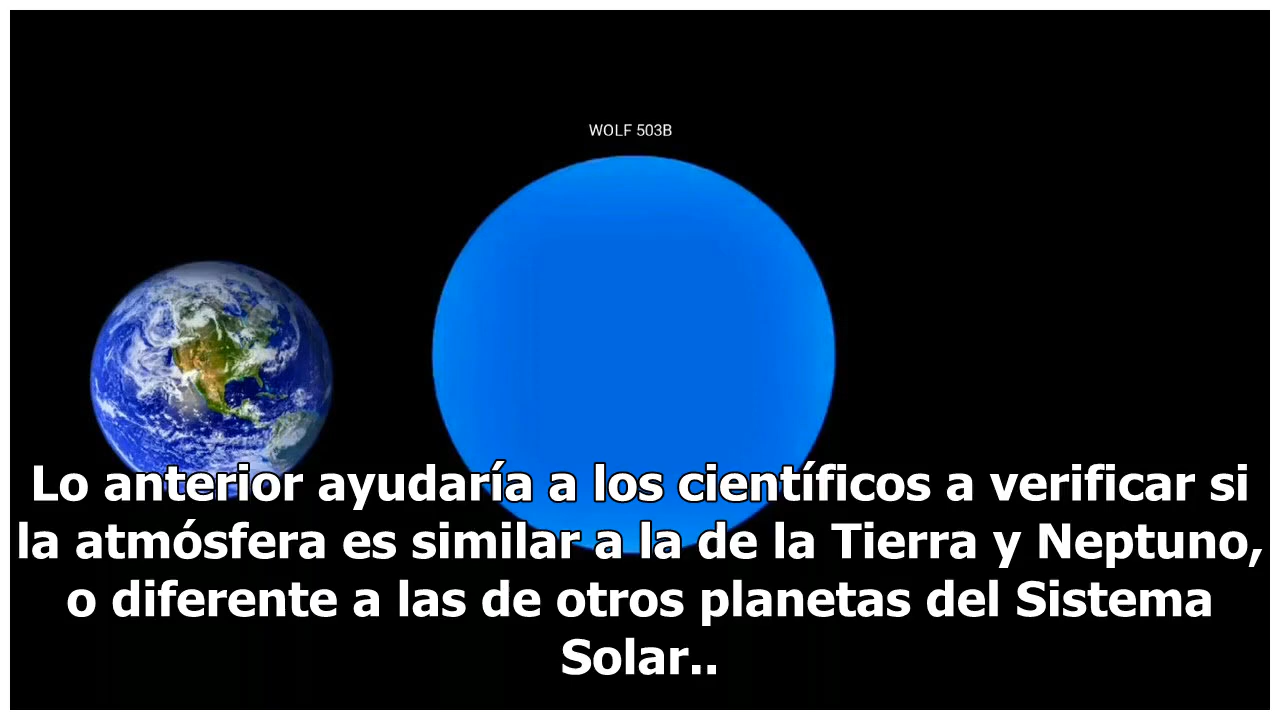 WOLF 503B
Lo anterior ayudaría a los científicos a verificar si
la atmósfera es similar a la de la Tierra y Neptuno,
o diferente a las de otros planetas del Sistema
Solar..